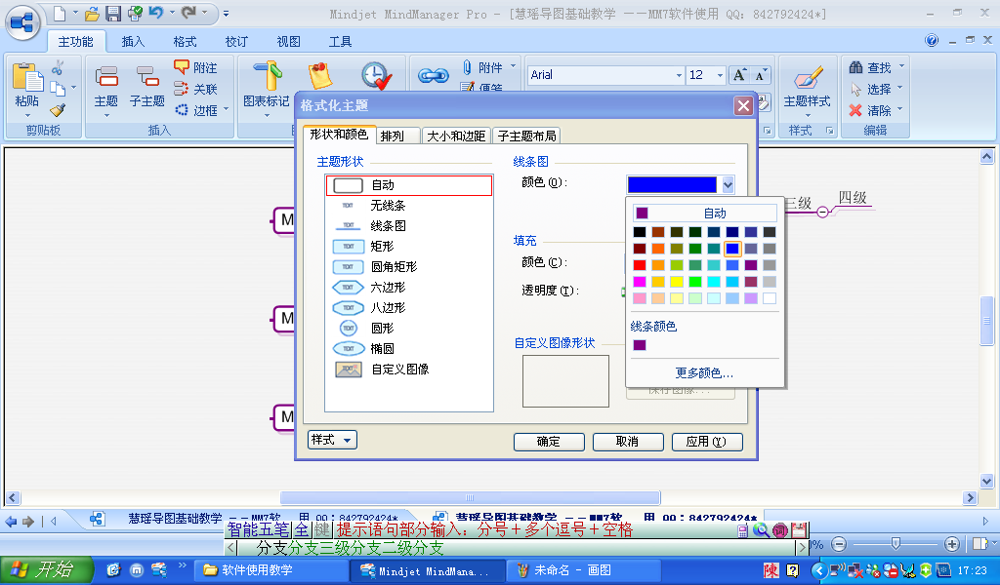 Mindjet MindManager Pro - [慧瑶导图基础教学 －－MM7软件使用 QQ：842792424*]
主功能 插入 格式 校订 视图 工具
粘贴 主题 子主题 附注 关联 边框 图表标记 附件 便笺 Arial 12 主题样式 查找 选择 清除
剪贴板 插入 样式 编辑
格式化主题
形状和颜色 排列 大小和边距 子主题布局
主题形状
自动
无线条
线条图
矩形
圆角矩形
六边形
八边形
圆形
椭圆
自定义图像
线条图
颜色(O):
自动
填充
颜色(C):
透明度(T):
线条颜色
更多颜色...
自定义图像形状
保存图像...
样式 确定 取消 应用(Y)
M
M
M
三级 四级
慧瑶导图基础教学 －－MM7软
用 QQ：842792424*
慧瑶导图基础教学 －－MM7软
用 QQ：842792424*
智能五笔 全 键 提示语句部分输入：分号＋多个逗号＋空格
分支分支三级分支二级分支
开始 软件使用教学 Mindjet MindMana... 未命名 - 画图 陳 17:23